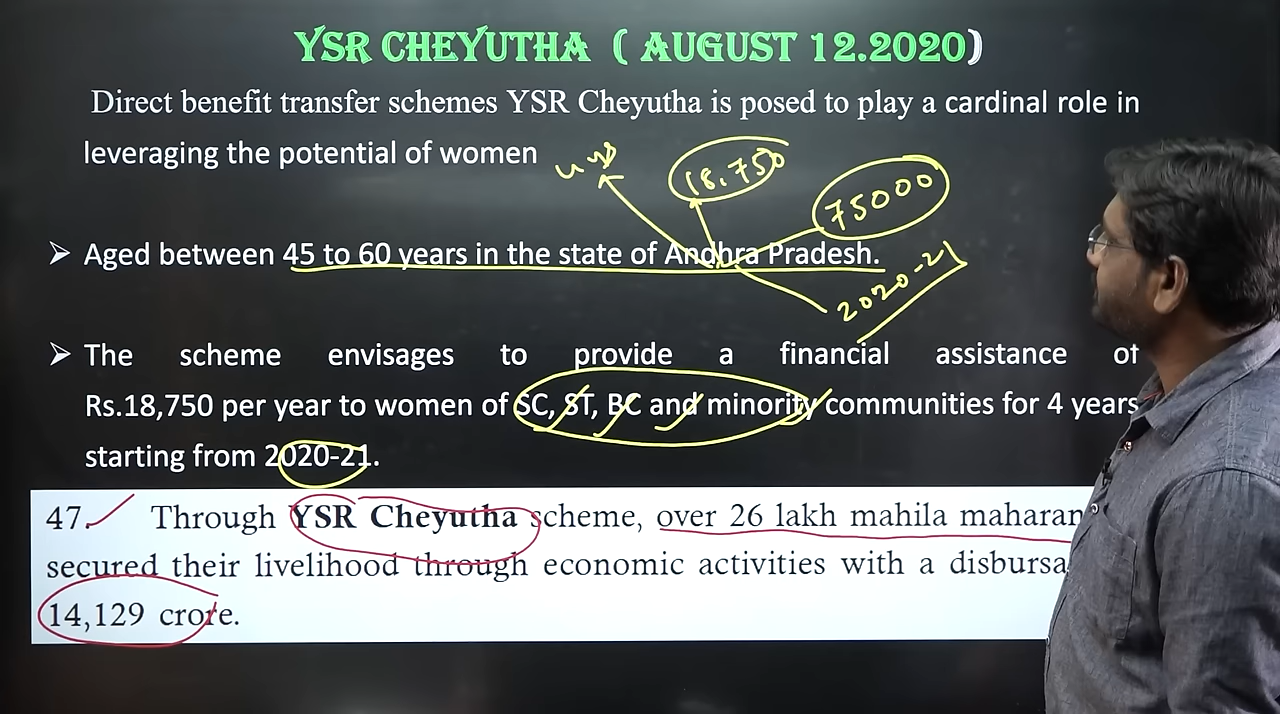 YSR CHEYUTHA ( AUGUST 12.2020)
Direct benefit transfer schemes YSR Cheyutha is posed to play a cardinal role in
leveraging the potential of women
18.750
75000
➢ Aged between 45 to 60 years in the state of Andhra Pradesh.
2020-21
➢ The scheme envisages to provide a financial assistance of
Rs.18,750 per year to women of SC, ST, BC and minority communities for 4 years
starting from 2020-21.
47. Through YSR Cheyutha scheme, over 26 lakh mahila maharan
secured their livelihood through economic activities with a disbursa
14,129 crore.